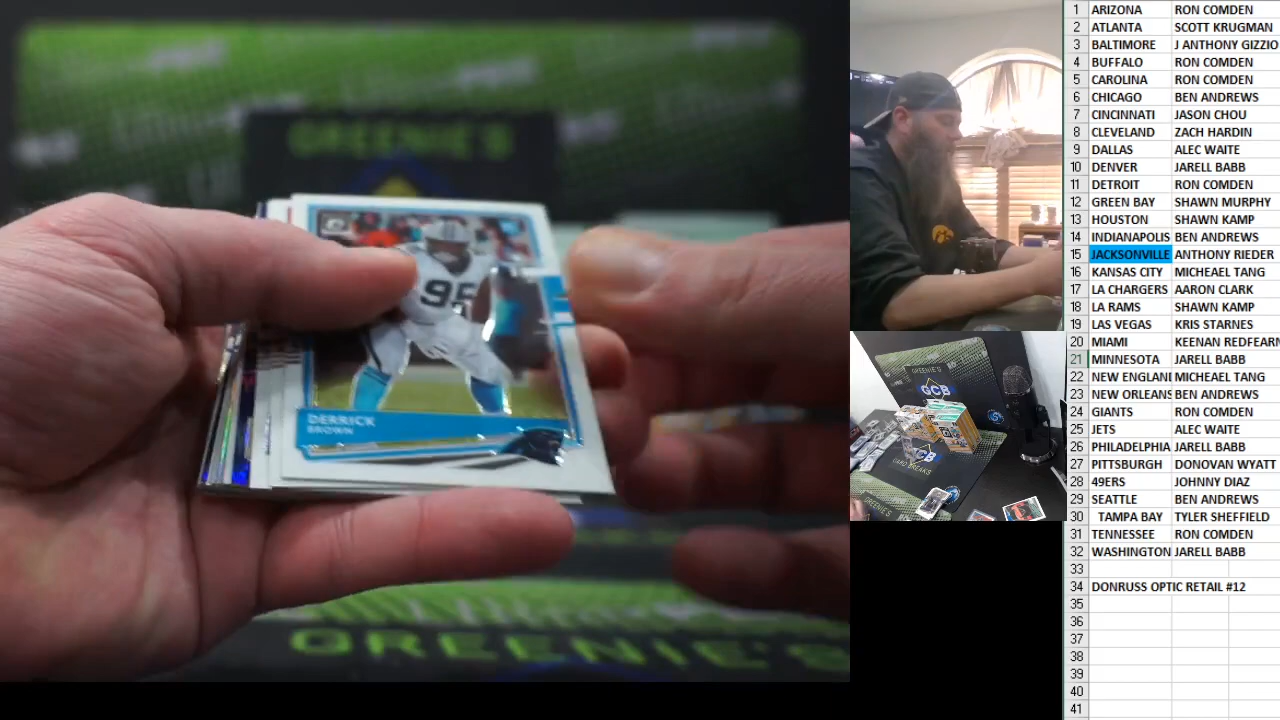 GREENIE'S
95
DERRICK
BROWN
GREENIE'S
GREENIE'S
GCB
GCB
CARD BREAKS
GREENIE'S
1 ARIZONA RON COMDEN
2 ATLANTA SCOTT KRUGMAN
3 BALTIMORE J ANTHONY GIZZIO
4 BUFFALO RON COMDEN
5 CAROLINA RON COMDEN
6 CHICAGO BEN ANDREWS
7 CINCINNATI JASON CHOU
8 CLEVELAND ZACH HARDIN
9 DALLAS ALEC WAITE
10 DENVER JARELL BABB
11 DETROIT RON COMDEN
12 GREEN BAY SHAWN MURPHY
13 HOUSTON SHAWN KAMP
14 INDIANAPOLIS BEN ANDREWS
15 JACKSONVILLE ANTHONY RIEDER
16 KANSAS CITY MICHEAEL TANG
17 LA CHARGERS AARON CLARK
18 LA RAMS SHAWN KAMP
19 LAS VEGAS KRIS STARNES
20 MIAMI KEENAN REDFEARN
21 MINNESOTA JARELL BABB
22 NEW ENGLAND MICHEAEL TANG
23 NEW ORLEANS BEN ANDREWS
24 GIANTS RON COMDEN
25 JETS ALEC WAITE
26 PHILADELPHIA JARELL BABB
27 PITTSBURGH DONOVAN WYATT
28 49ERS JOHNNY DIAZ
29 SEATTLE BEN ANDREWS
30 TAMPA BAY TYLER SHEFFIELD
31 TENNESSEE RON COMDEN
32 WASHINGTON JARELL BABB
33
34 DONRUSS OPTIC RETAIL #12
35
36
37
38
39
40
41